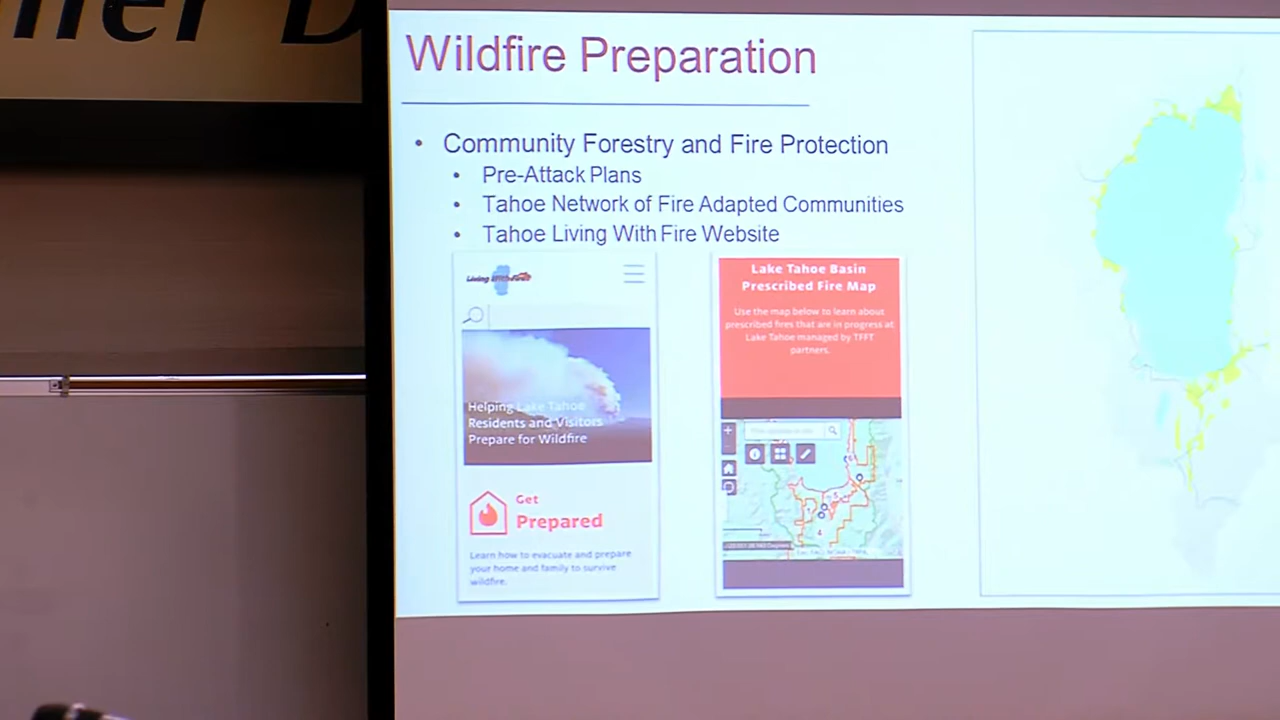 Wildfire Preparation
• Community Forestry and Fire Protection
• Pre-Attack Plans
• Tahoe Network of Fire Adapted Communities
• Tahoe Living With Fire Website
Living With Fire
Helping Lake Tahoe
Residents and Visitors
Prepare for Wildfire
Get
Prepared
Learn how to evacuate and prepare
your home and family to survive
wildfire.
Lake Tahoe Basin
Prescribed Fire Map
Use the map below to learn about
prescribed fires that are in progress at
Lake Tahoe managed by TFFT
partners.
4